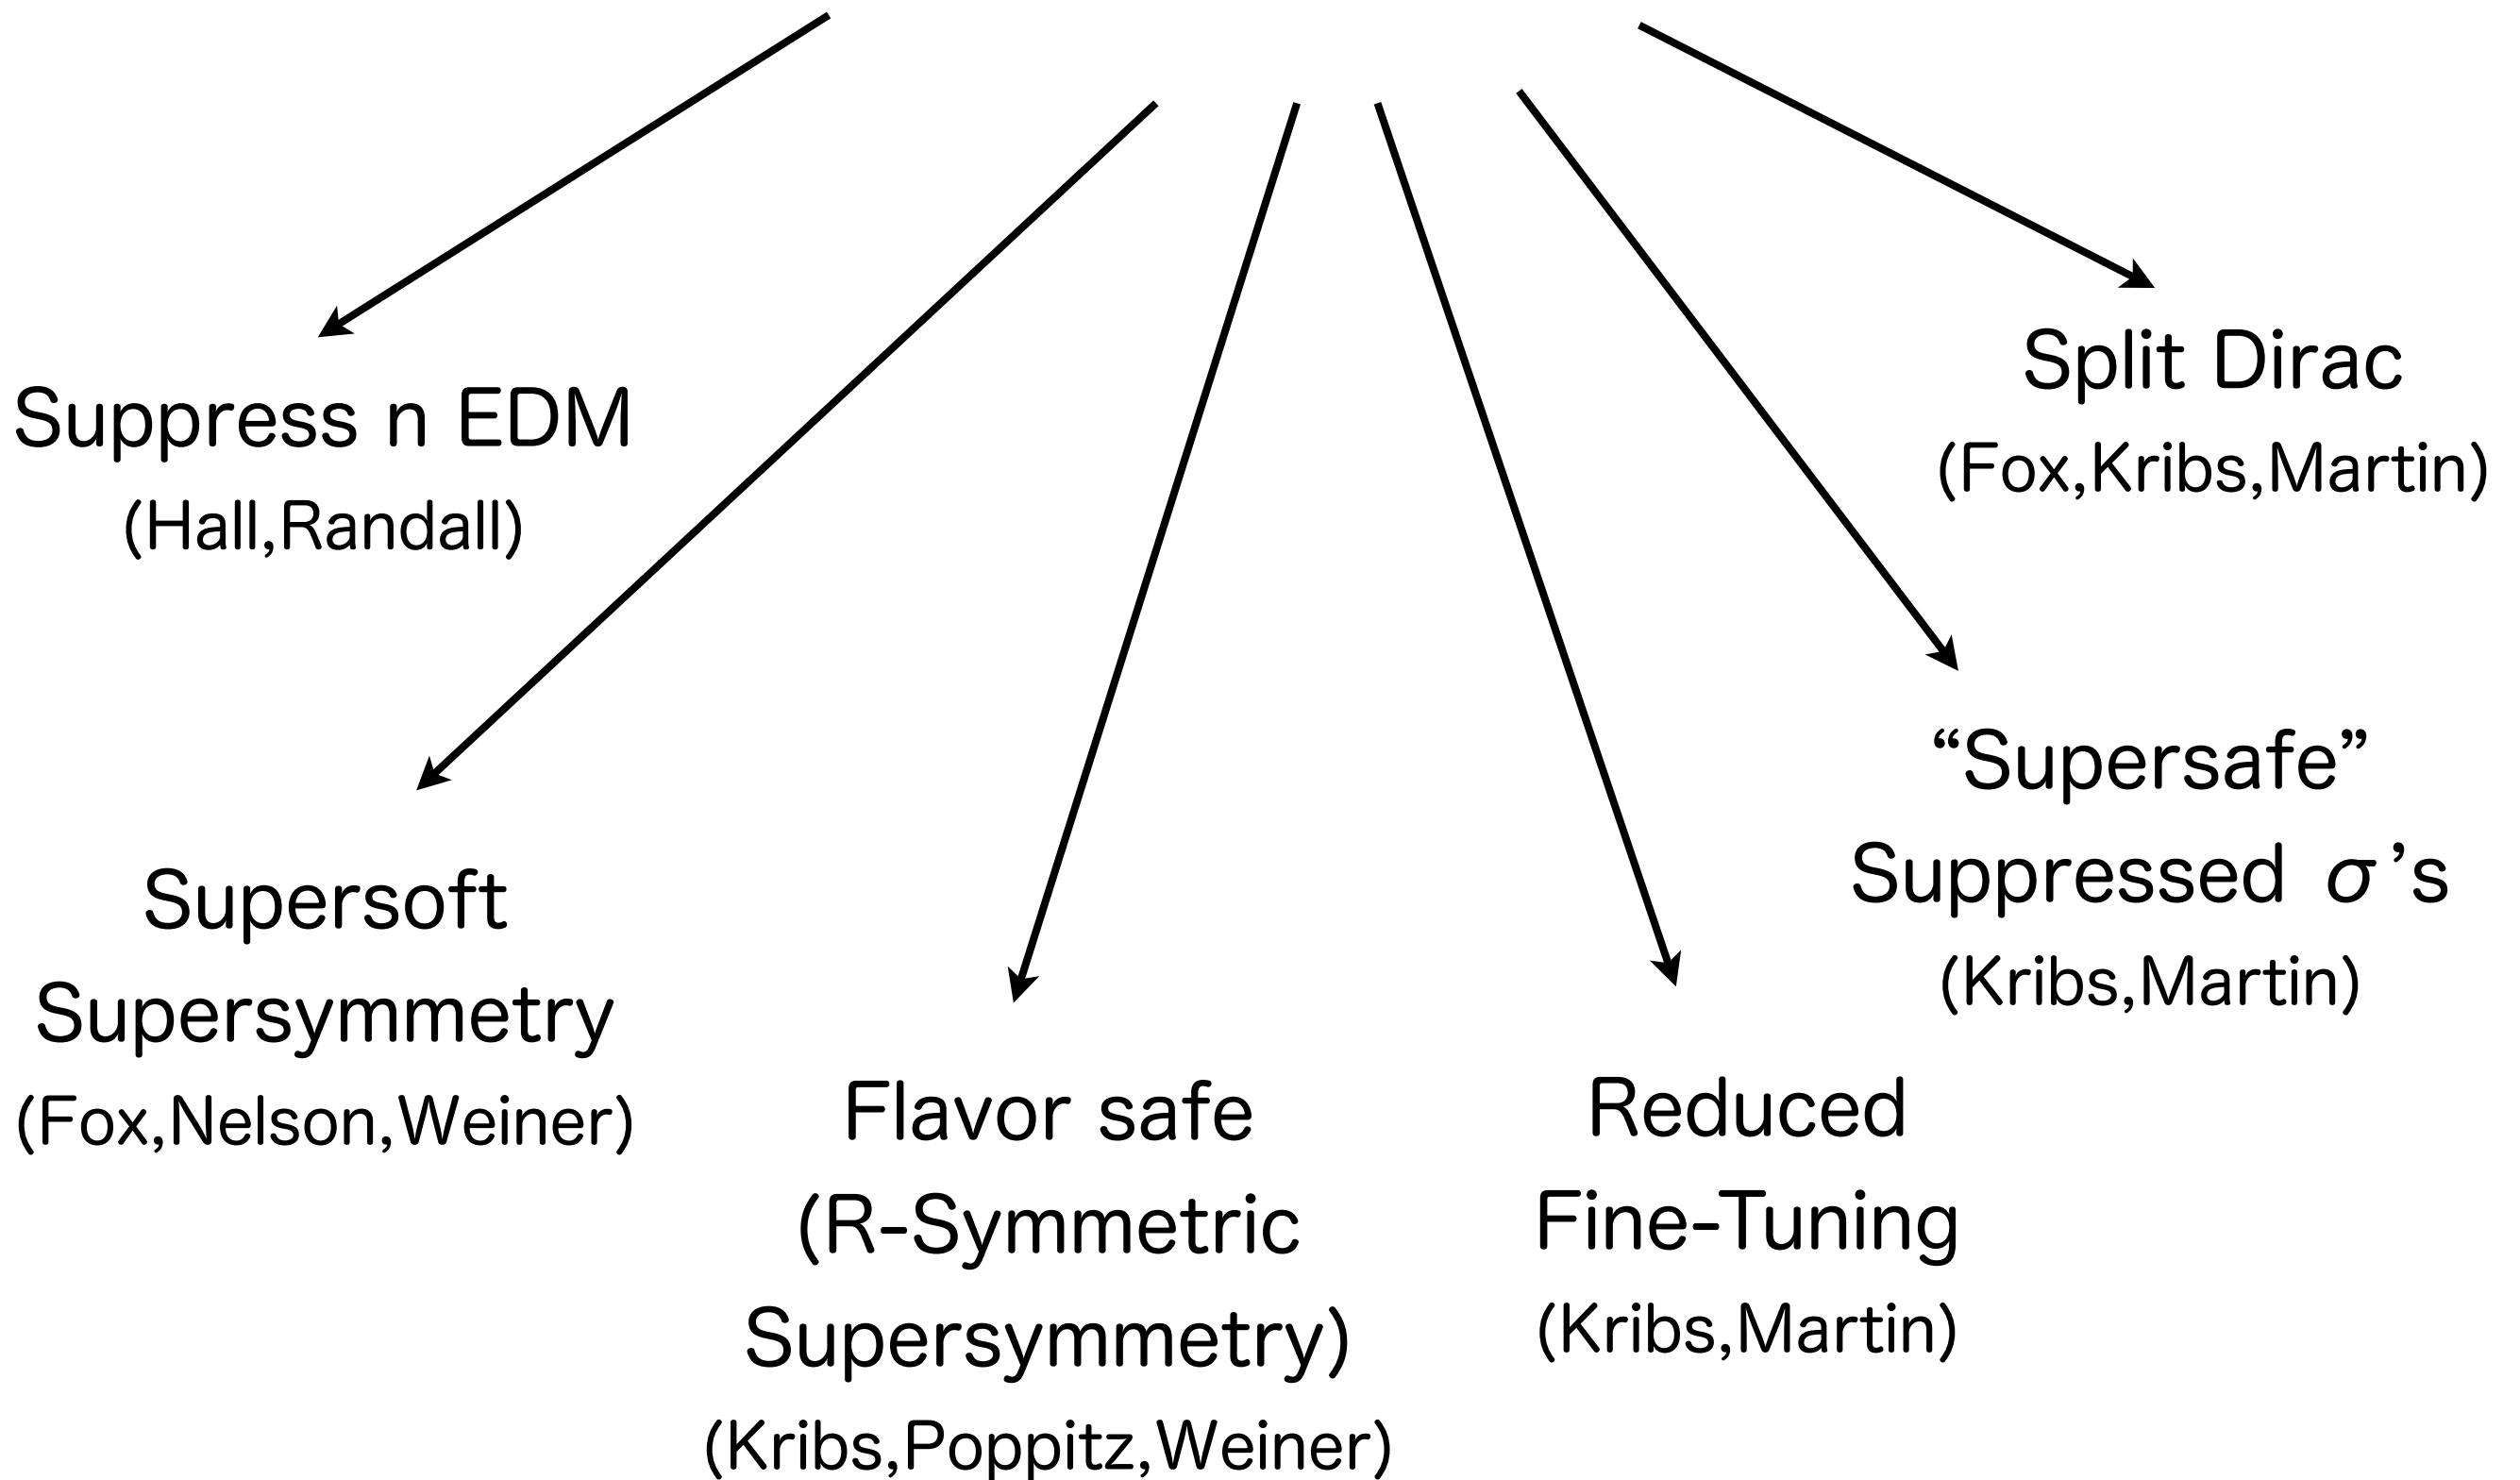 Suppress n EDM
(Hall,Randall)
Supersoft
Supersymmetry
(Fox,Nelson,Weiner)
Flavor safe
(R-Symmetric
Supersymmetry)
(Kribs,Poppitz,Weiner)
Reduced
Fine-Tuning
(Kribs,Martin)
“Supersafe”
Suppressed σ’s
(Kribs,Martin)
Split Dirac
(Fox,Kribs,Martin)